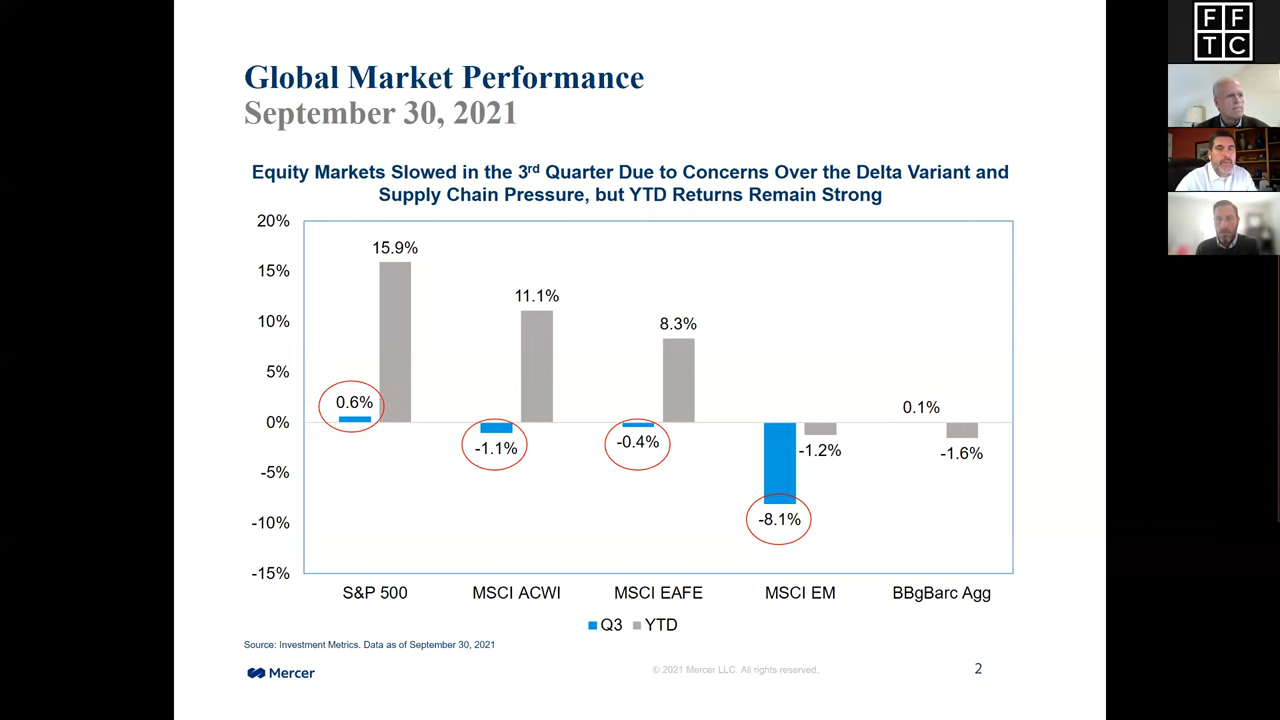 F F
T C
Global Market Performance
September 30, 2021
Equity Markets Slowed in the 3rd Quarter Due to Concerns Over the Delta Variant and
Supply Chain Pressure, but YTD Returns Remain Strong
20%
15%
10%
5%
0%
-5%
-10%
-15%
0.6%
15.9%
-1.1%
11.1%
-0.4%
8.3%
-8.1%
-1.2%
0.1%
-1.6%
S&P 500
MSCI ACWI
MSCI EAFE
MSCI EM
BBgBarc Agg
Q3 YTD
Source: Investment Metrics. Data as of September 30, 2021
Mercer
© 2021 Mercer LLC. All rights reserved.
2